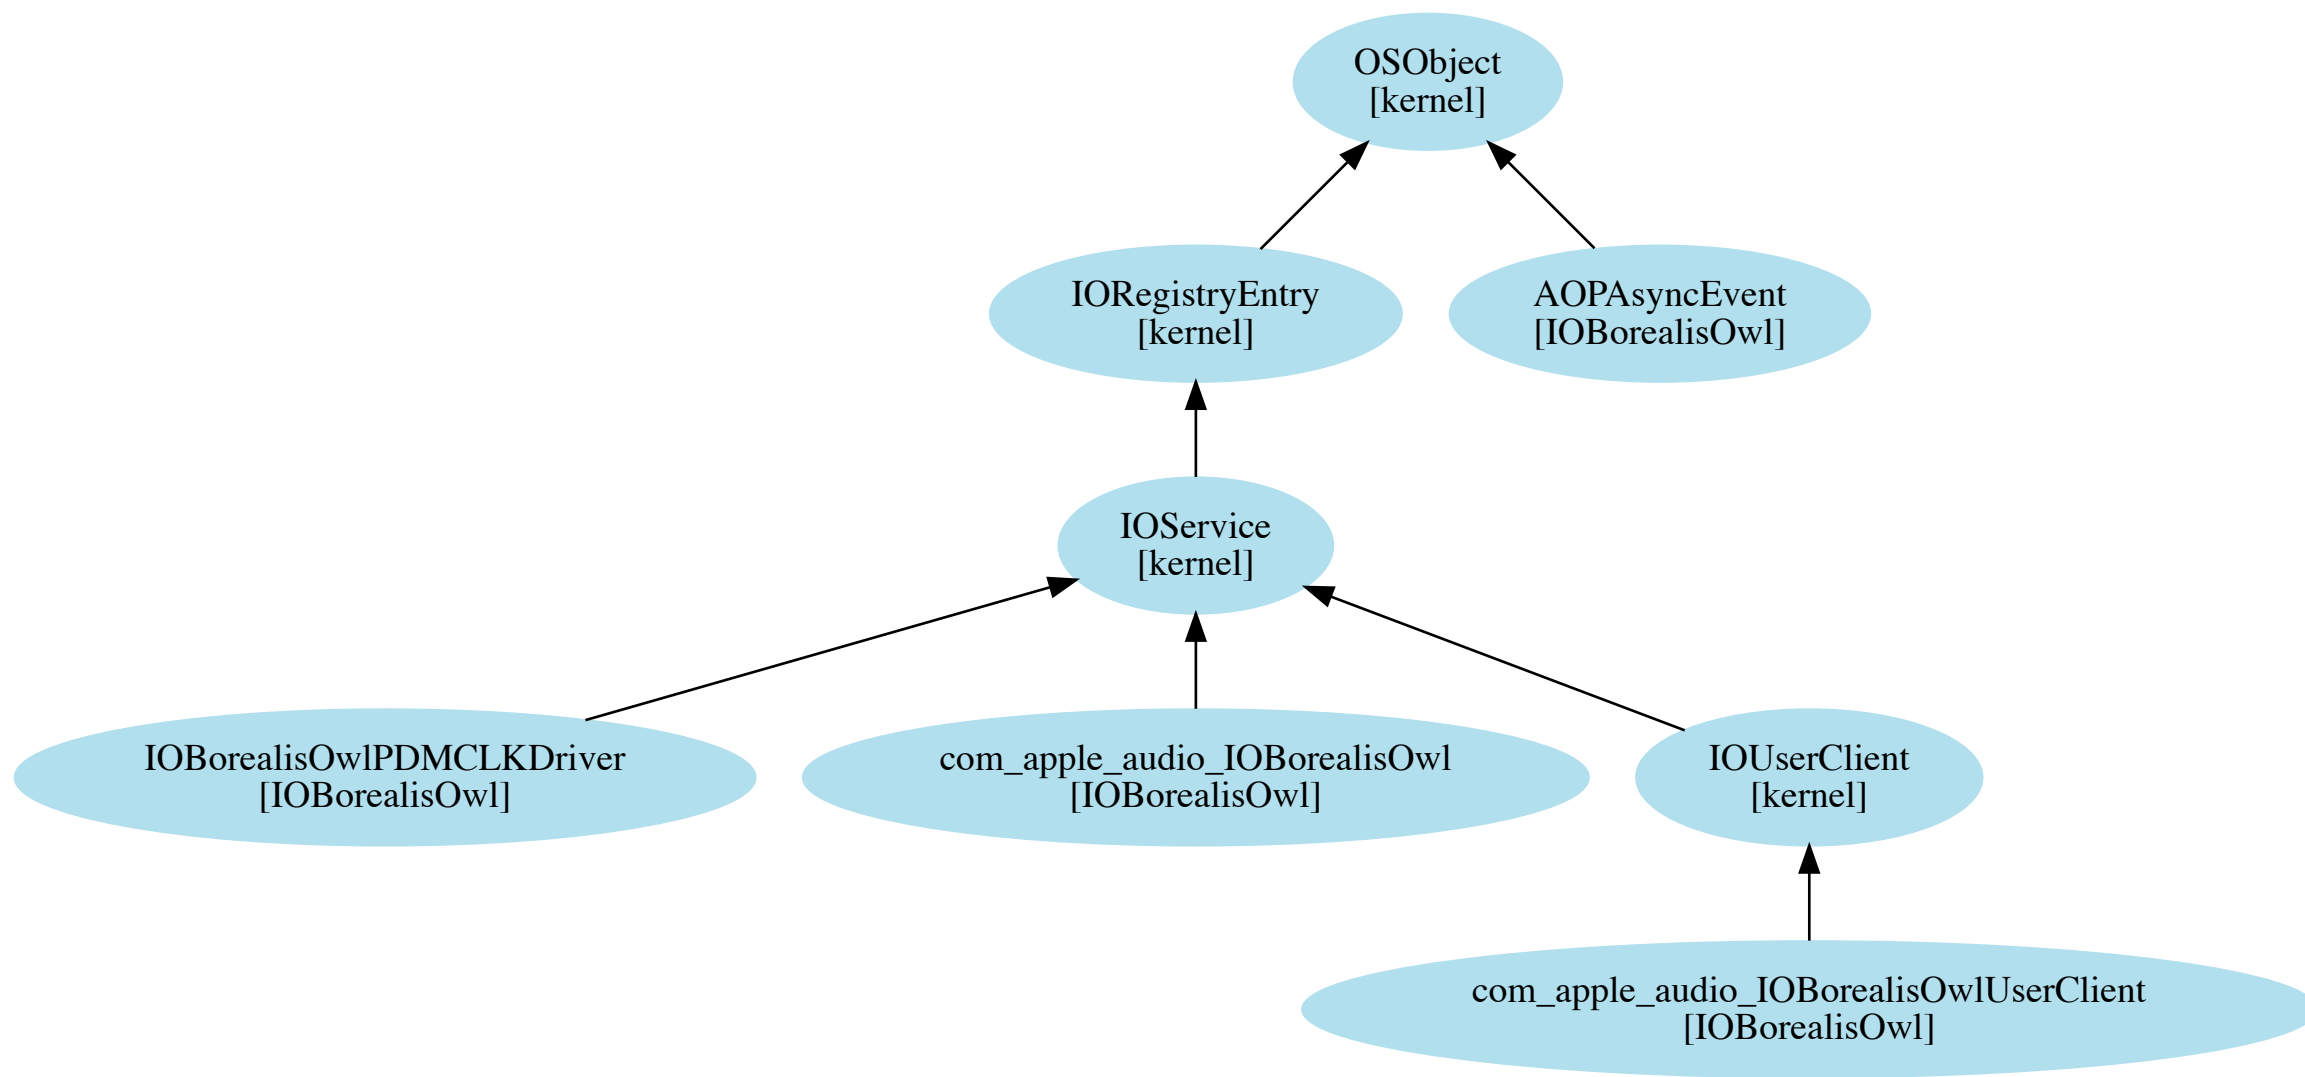 OSObject
[kernel]
IORegistryEntry
[kernel]
AOPAsyncEvent
[IOBorealisOwl]
IOService
[kernel]
IOBorealisOwlPDMCLKDriver
[IOBorealisOwl]
com_apple_audio_IOBorealisOwl
[IOBorealisOwl]
IOUserClient
[kernel]
com_apple_audio_IOBorealisOwlUserClient
[IOBorealisOwl]